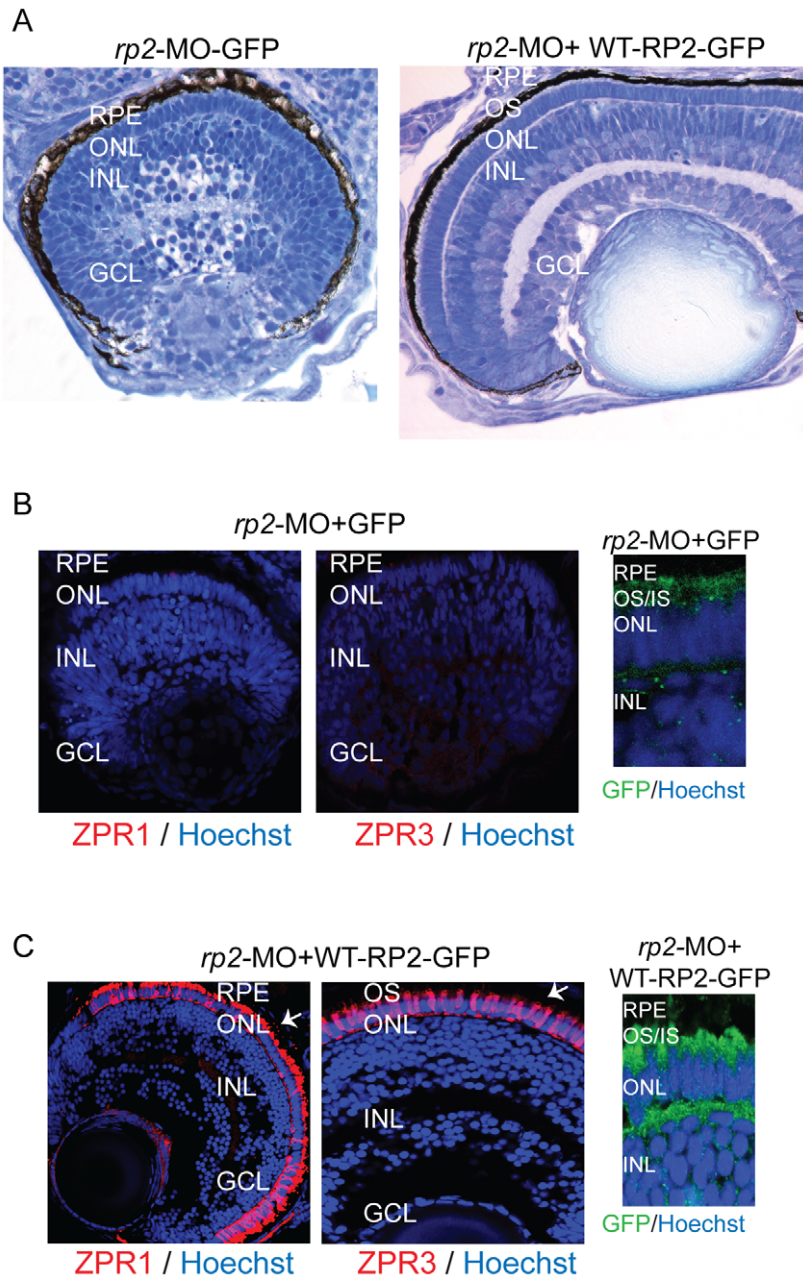 A
rp2-MO-GFP
RPE
ONL
INL
GCL
rp2-MO+ WT-RP2-GFP
RPE
OS
ONL
INL
GCL
B
rp2-MO+GFP
RPE
ONL
INL
GCL
ZPR1 / Hoechst
RPE
ONL
INL
GCL
ZPR3 / Hoechst
rp2-MO+GFP
RPE
OS/IS
ONL
INL
GFP/Hoechst
C
rp2-MO+WT-RP2-GFP
RPE
ONL
INL
GCL
ZPR1 / Hoechst
OS
ONL
INL
GCL
ZPR3 / Hoechst
rp2-MO+
WT-RP2-GFP
RPE
OS/IS
ONL
INL
GFP/Hoechst